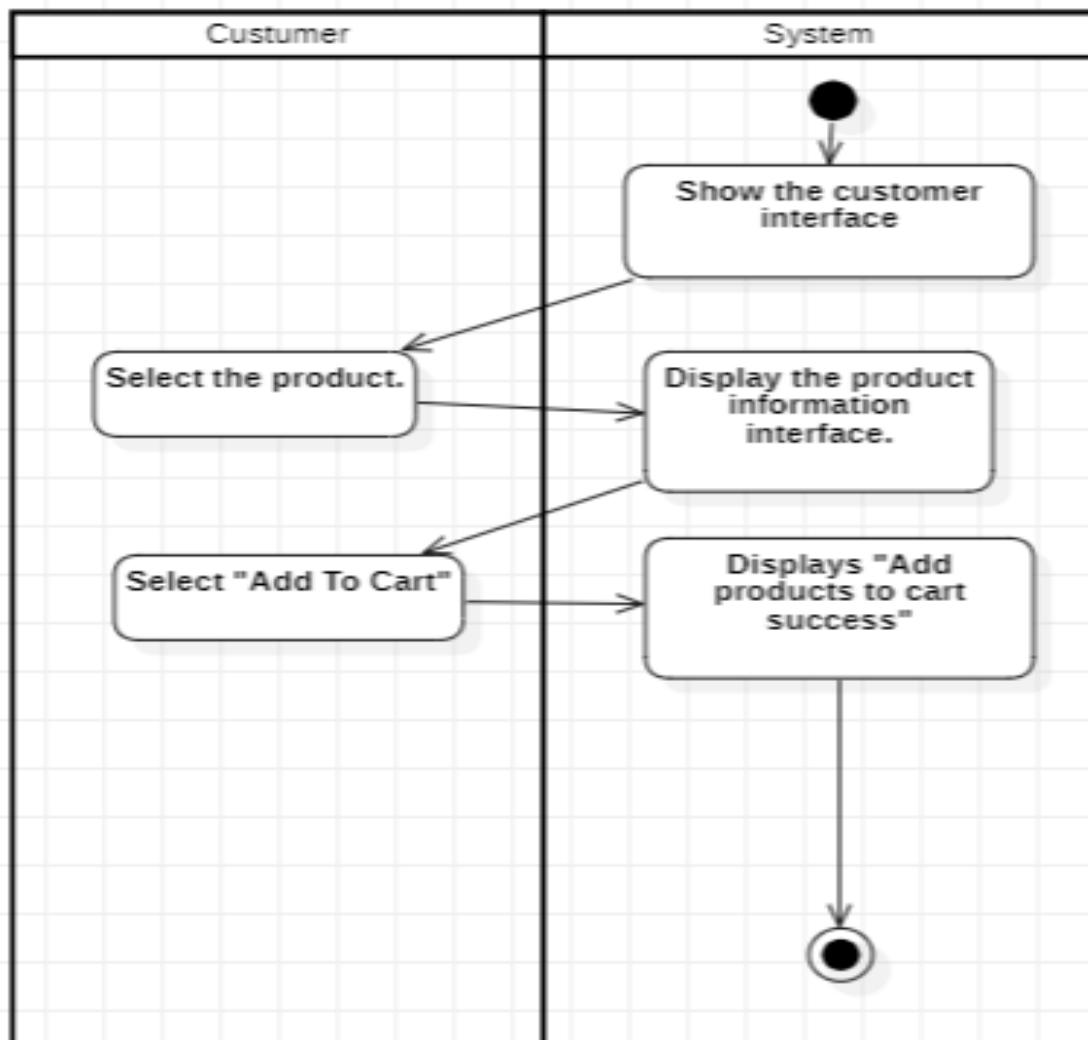 Custumer
System
Show the customer
interface
Select the product.
Display the product
information
interface.
Select "Add To Cart"
Displays "Add
products to cart
success"